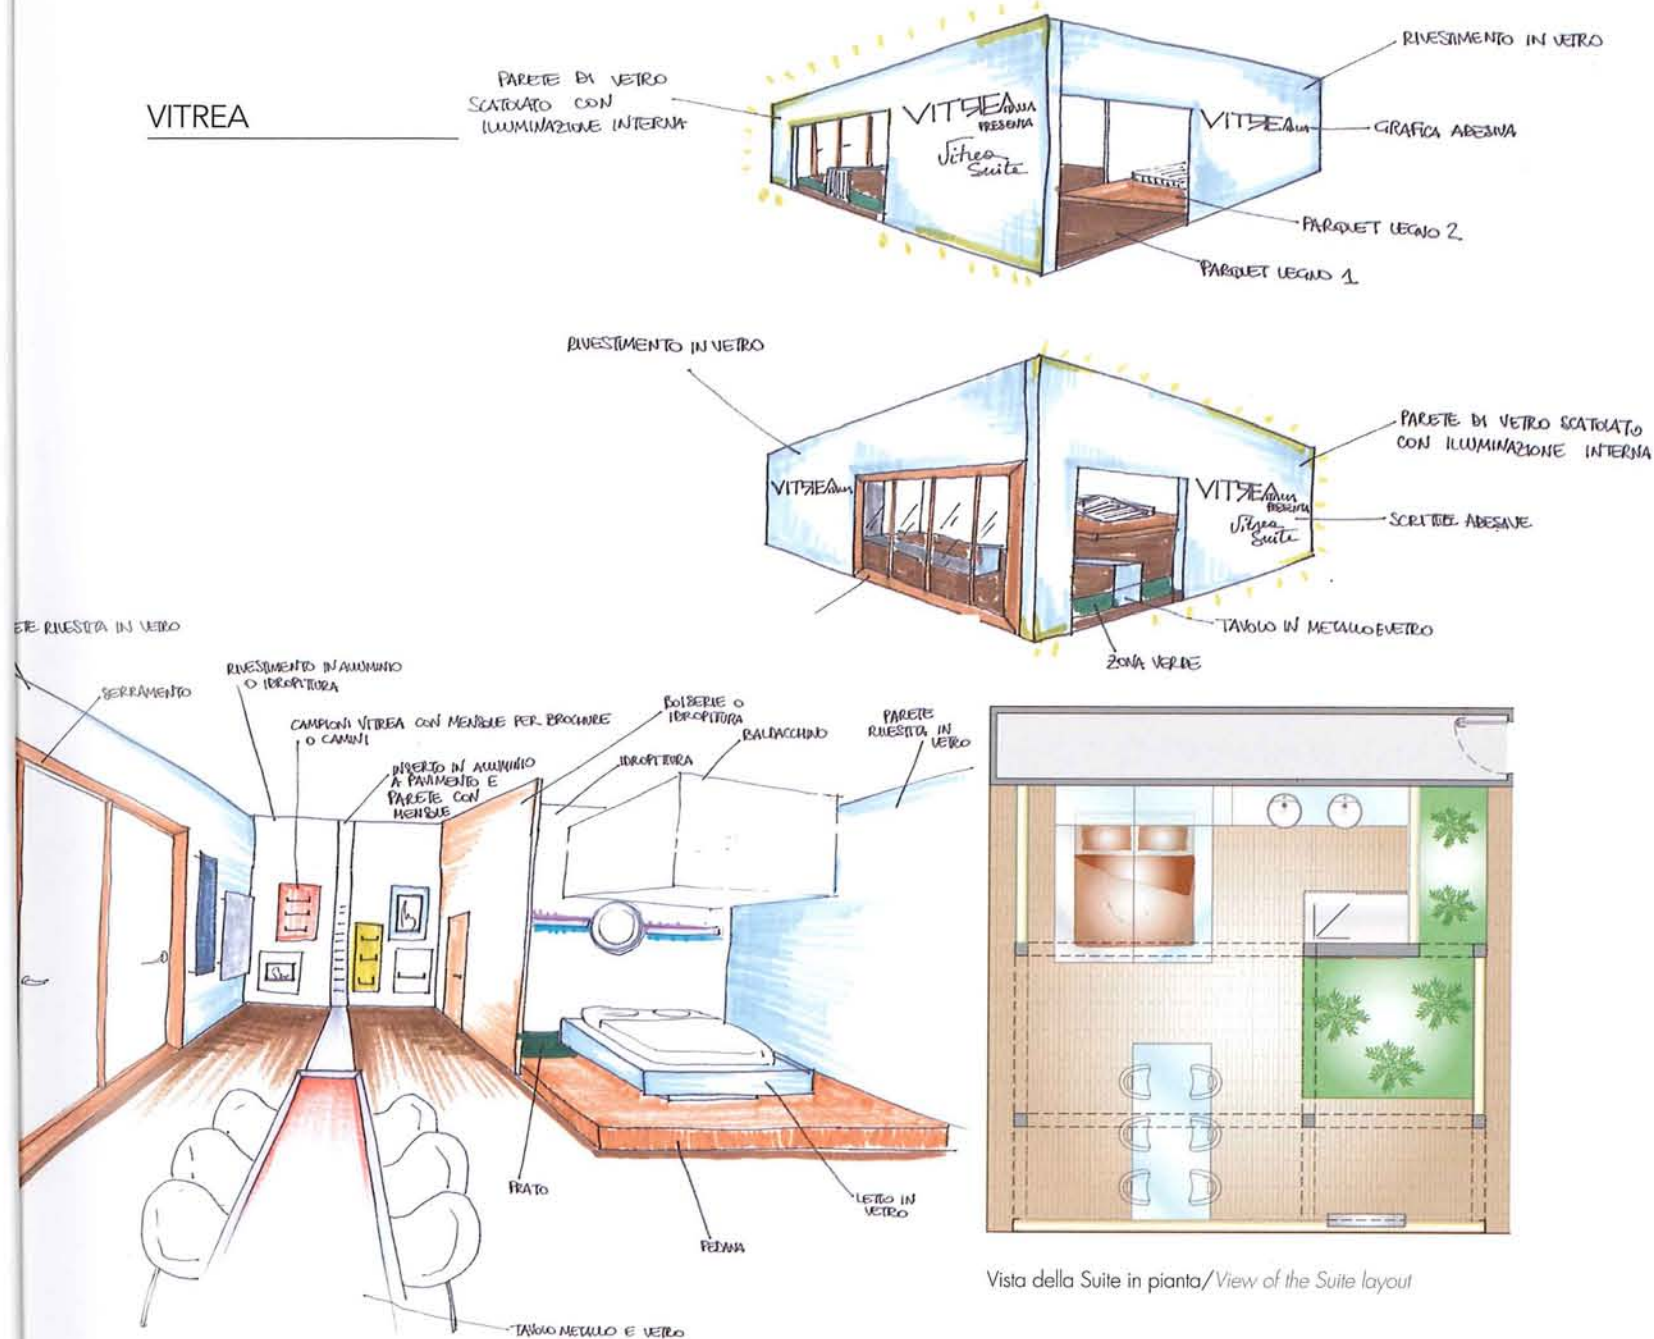 VITREA
PARETE DI VETRO
SCATOLATO CON
ILLUMINAZIONE INTERNA
VITREA
PRESENTA
Vitrea
Suite
VITREA
RIVESTIMENTO IN VETRO
GRAFICA ADESIVA
PARQUET LEGNO 2
PARQUET LEGNO 1
RIVESTIMENTO IN VETRO
VITREA
VITREA
PRESENTA
Vitrea
Suite
PARETE DI VETRO SCATOLATO
CON ILLUMINAZIONE INTERNA
SCRITTE ADESIVE
TAVOLO IN METALLO E VETRO
ZONA VERDE
ETE RIVESTITA IN VETRO
SERRAMENTO
RIVESTIMENTO IN ALLUMINIO
O IDROPITTURA
CAMPIONI VITREA CON MENSOLE PER BROCHURE
O CAMINI
INSERTO IN ALLUMINIO
A PAVIMENTO E
PARETE CON
MENSOLE
BOISERIE O
IDROPITTURA
IDROPITTURA
BALDACCHINO
PARETE
RIVESTITA IN
VETRO
PRATO
PEDANA
LETTO IN
VETRO
TAVOLO METALLO E VETRO
Vista della Suite in pianta/View of the Suite layout